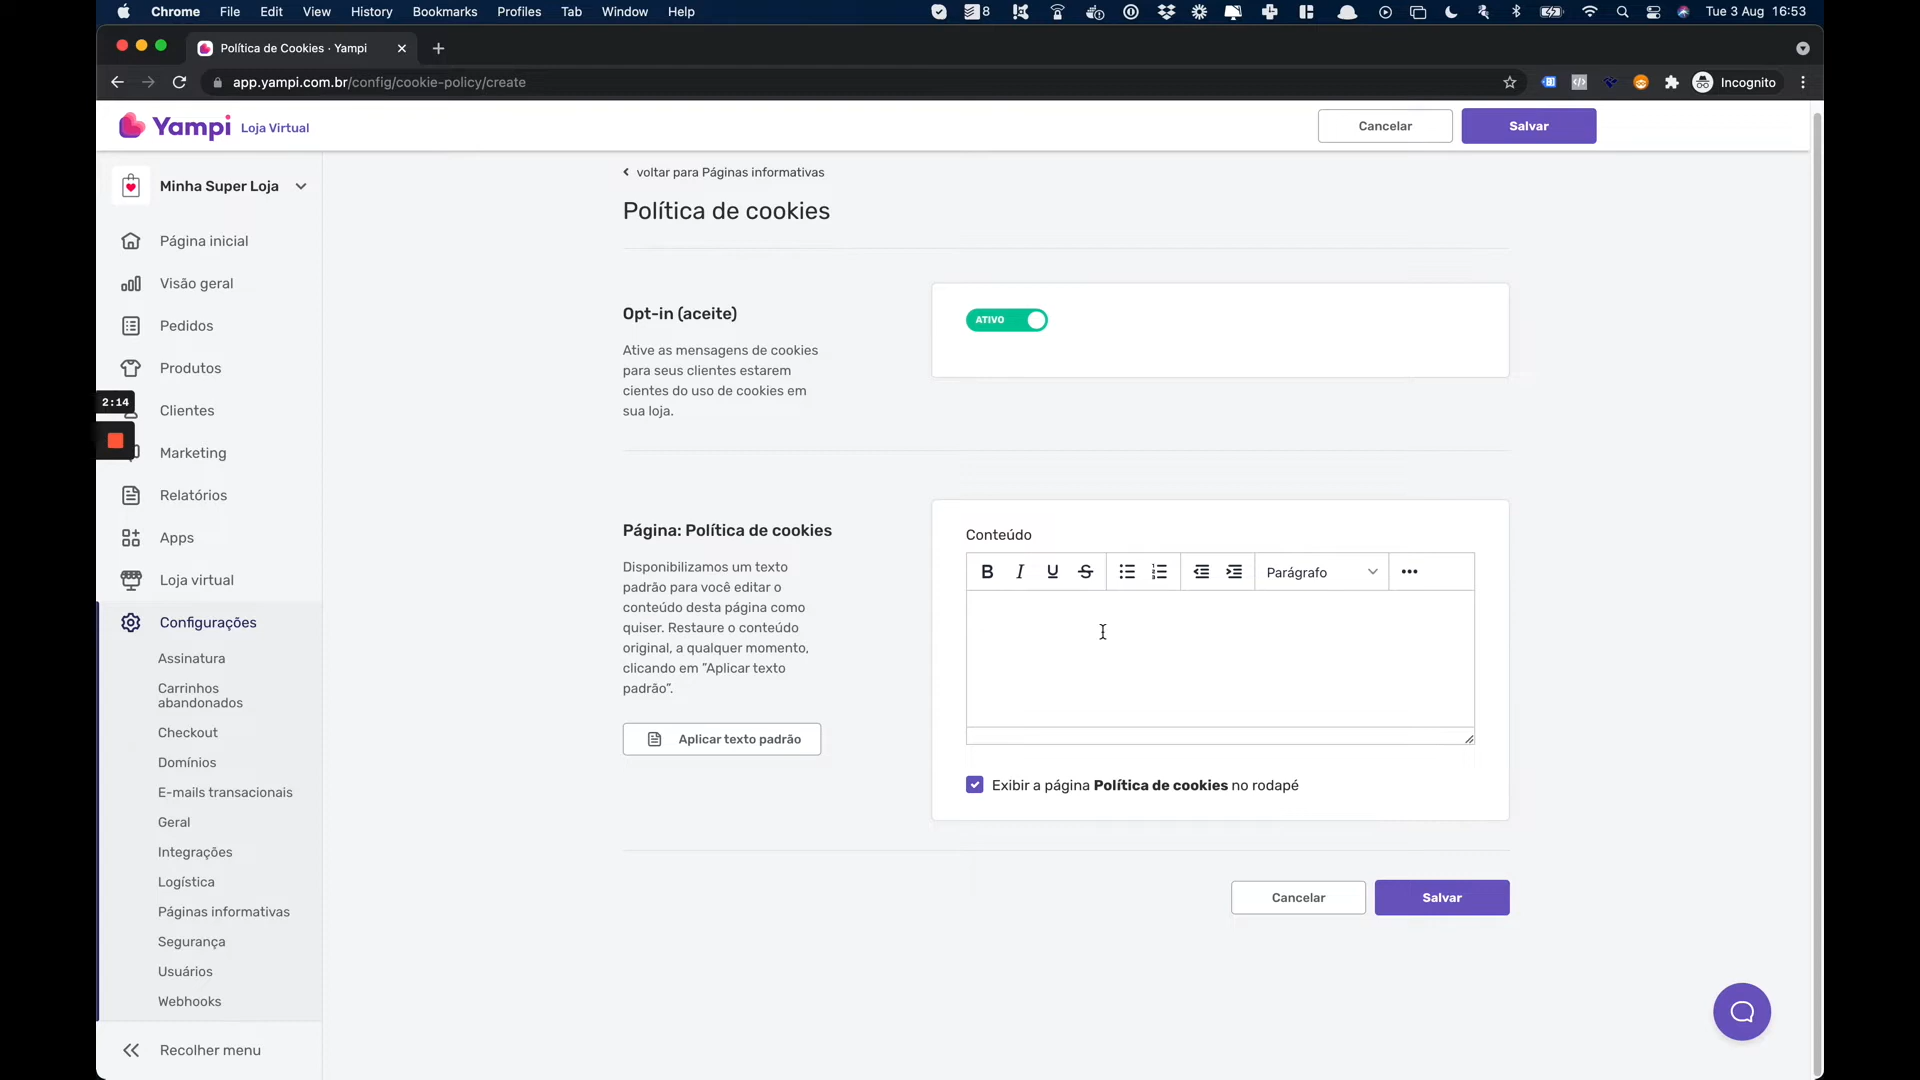 Chrome File Edit View History Bookmarks Profiles Tab Window Help 8 Tue 3 Aug 16:53
Política de Cookies · Yampi
app.yampi.com.br/config/cookie-policy/create Incognito
Yampi Loja Virtual Cancelar Salvar
Minha Super Loja
Página inicial
Visão geral
Pedidos
Produtos
2:14
Clientes
Marketing
Relatórios
Apps
Loja virtual
Configurações
Assinatura
Carrinhos
abandonados
Checkout
Domínios
E-mails transacionais
Geral
Integrações
Logística
Páginas informativas
Segurança
Usuários
Webhooks
Recolher menu
voltar para Páginas informativas
Política de cookies
Opt-in (aceite)
Ative as mensagens de cookies
para seus clientes estarem
cientes do uso de cookies em
sua loja.
ATIVO
Página: Política de cookies
Disponibilizamos um texto
padrão para você editar o
conteúdo desta página como
quiser. Restaure o conteúdo
original, a qualquer momento,
clicando em "Aplicar texto
padrão".
Aplicar texto padrão
Conteúdo
B I U S Parágrafo
Exibir a página Política de cookies no rodapé
Cancelar Salvar